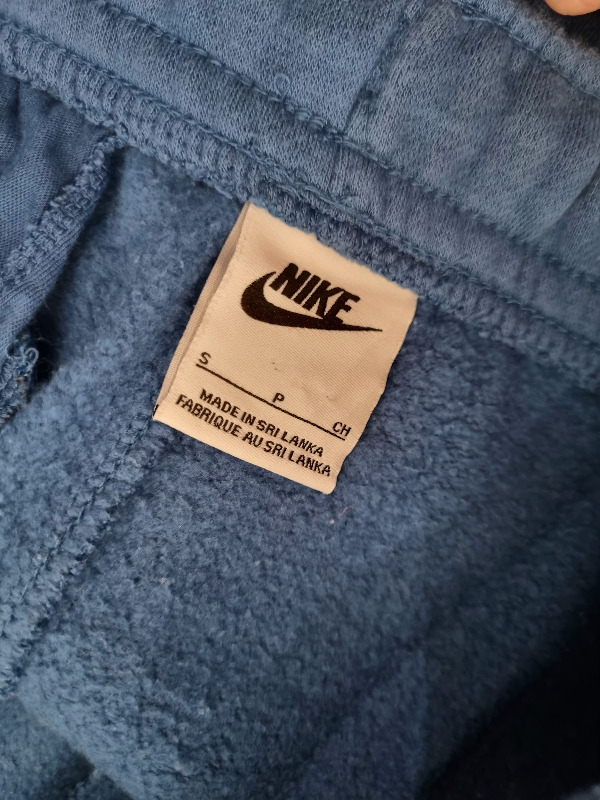 NIKE
S
P
CH
MADE IN SRI LANKA
FABRIQUE AU SRI LANKA